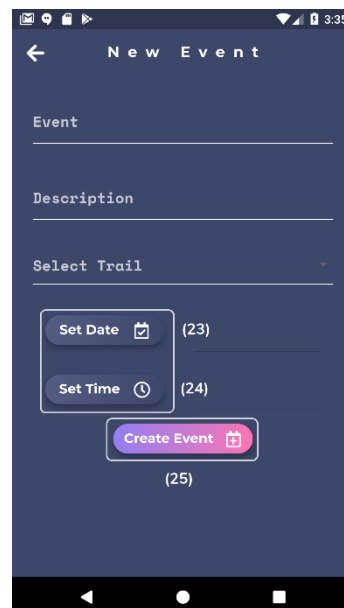 3:35
New Event
Event
Description
Select Trail
Set Date (23)
Set Time (24)
Create Event
(25)